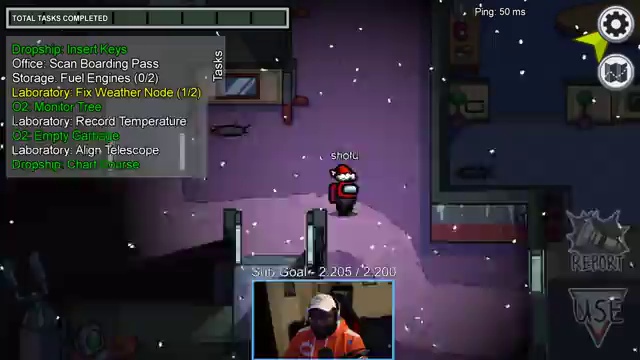 TOTAL TASKS COMPLETED
Ping: 50 ms
Dropship: Insert Keys
Office: Scan Boarding Pass
Storage: Fuel Engines (0/2)
Laboratory: Fix Weather Node (1/2)
O2: Monitor Tree
Laboratory: Record Temperature
O2: Empty Garbage
Laboratory: Align Telescope
Dropship: Chart Course
Tasks
sholu
REPORT
Sub Goal - 2,205 / 2,200
USE